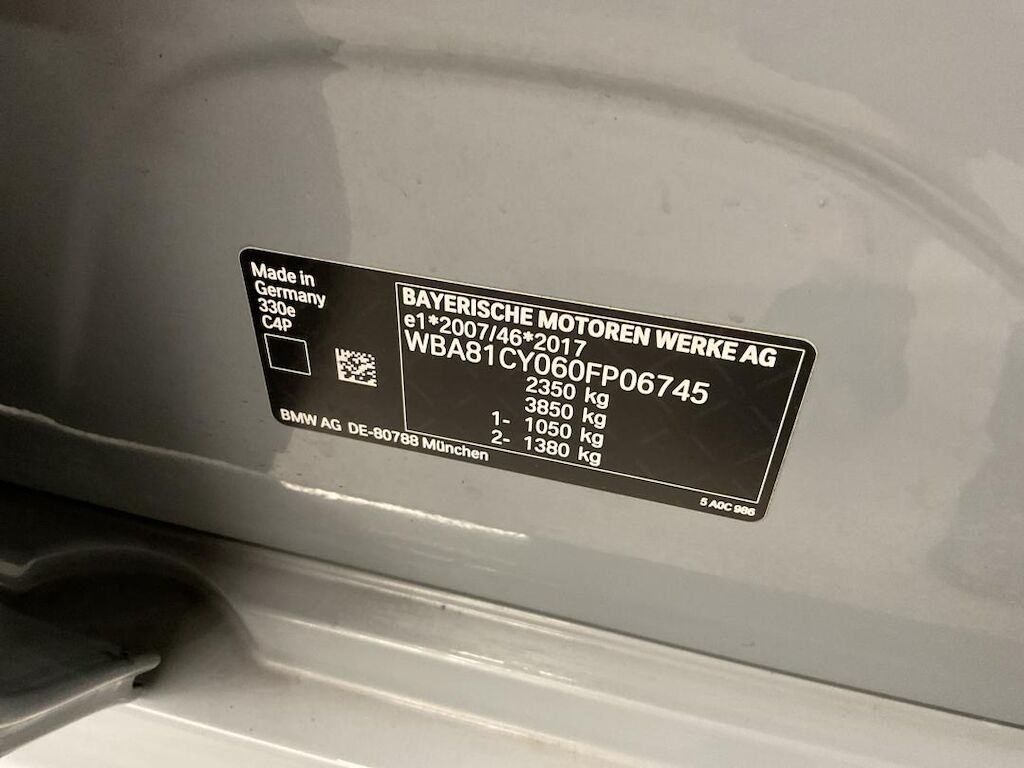 Made in
Germany
330e
C4P
BAYERISCHE MOTOREN WERKE AG
e1*2007/46*2017
WBA81CY060FP06745
2350 kg
3850 kg
1- 1050 kg
2- 1380 kg
BMW AG DE-80788 München
5 A0C 986